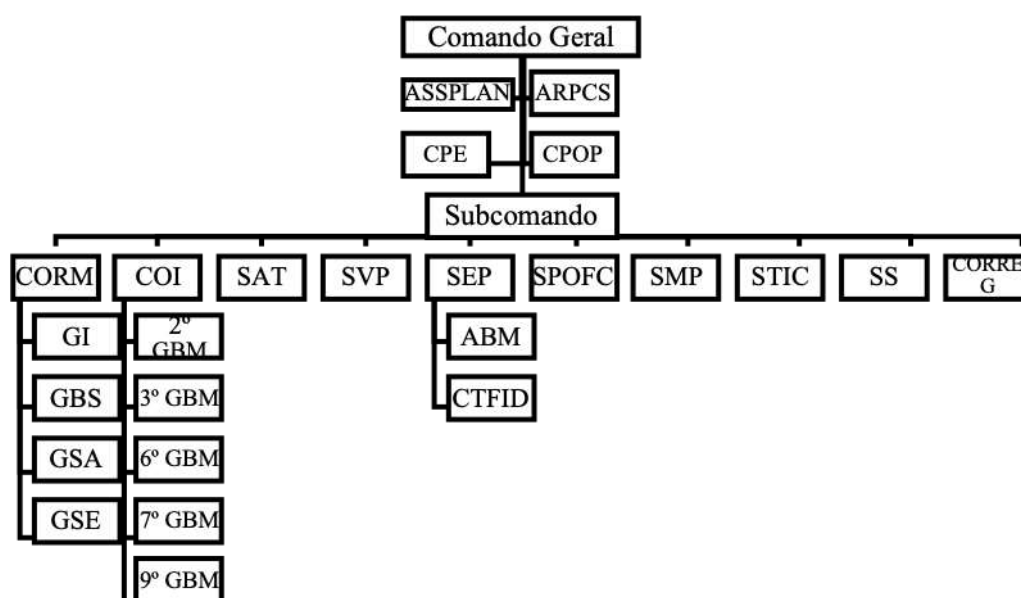 Comando Geral
ASSPLAN
ARPCS
CPE
CPOP
Subcomando
CORM
COI
SAT
SVP
SEP
SPOFC
SMP
STIC
SS
CORRE
G
GI
2º
GBM
ABM
GBS
3º GBM
CTFID
GSA
6º GBM
GSE
7º GBM
9º GBM